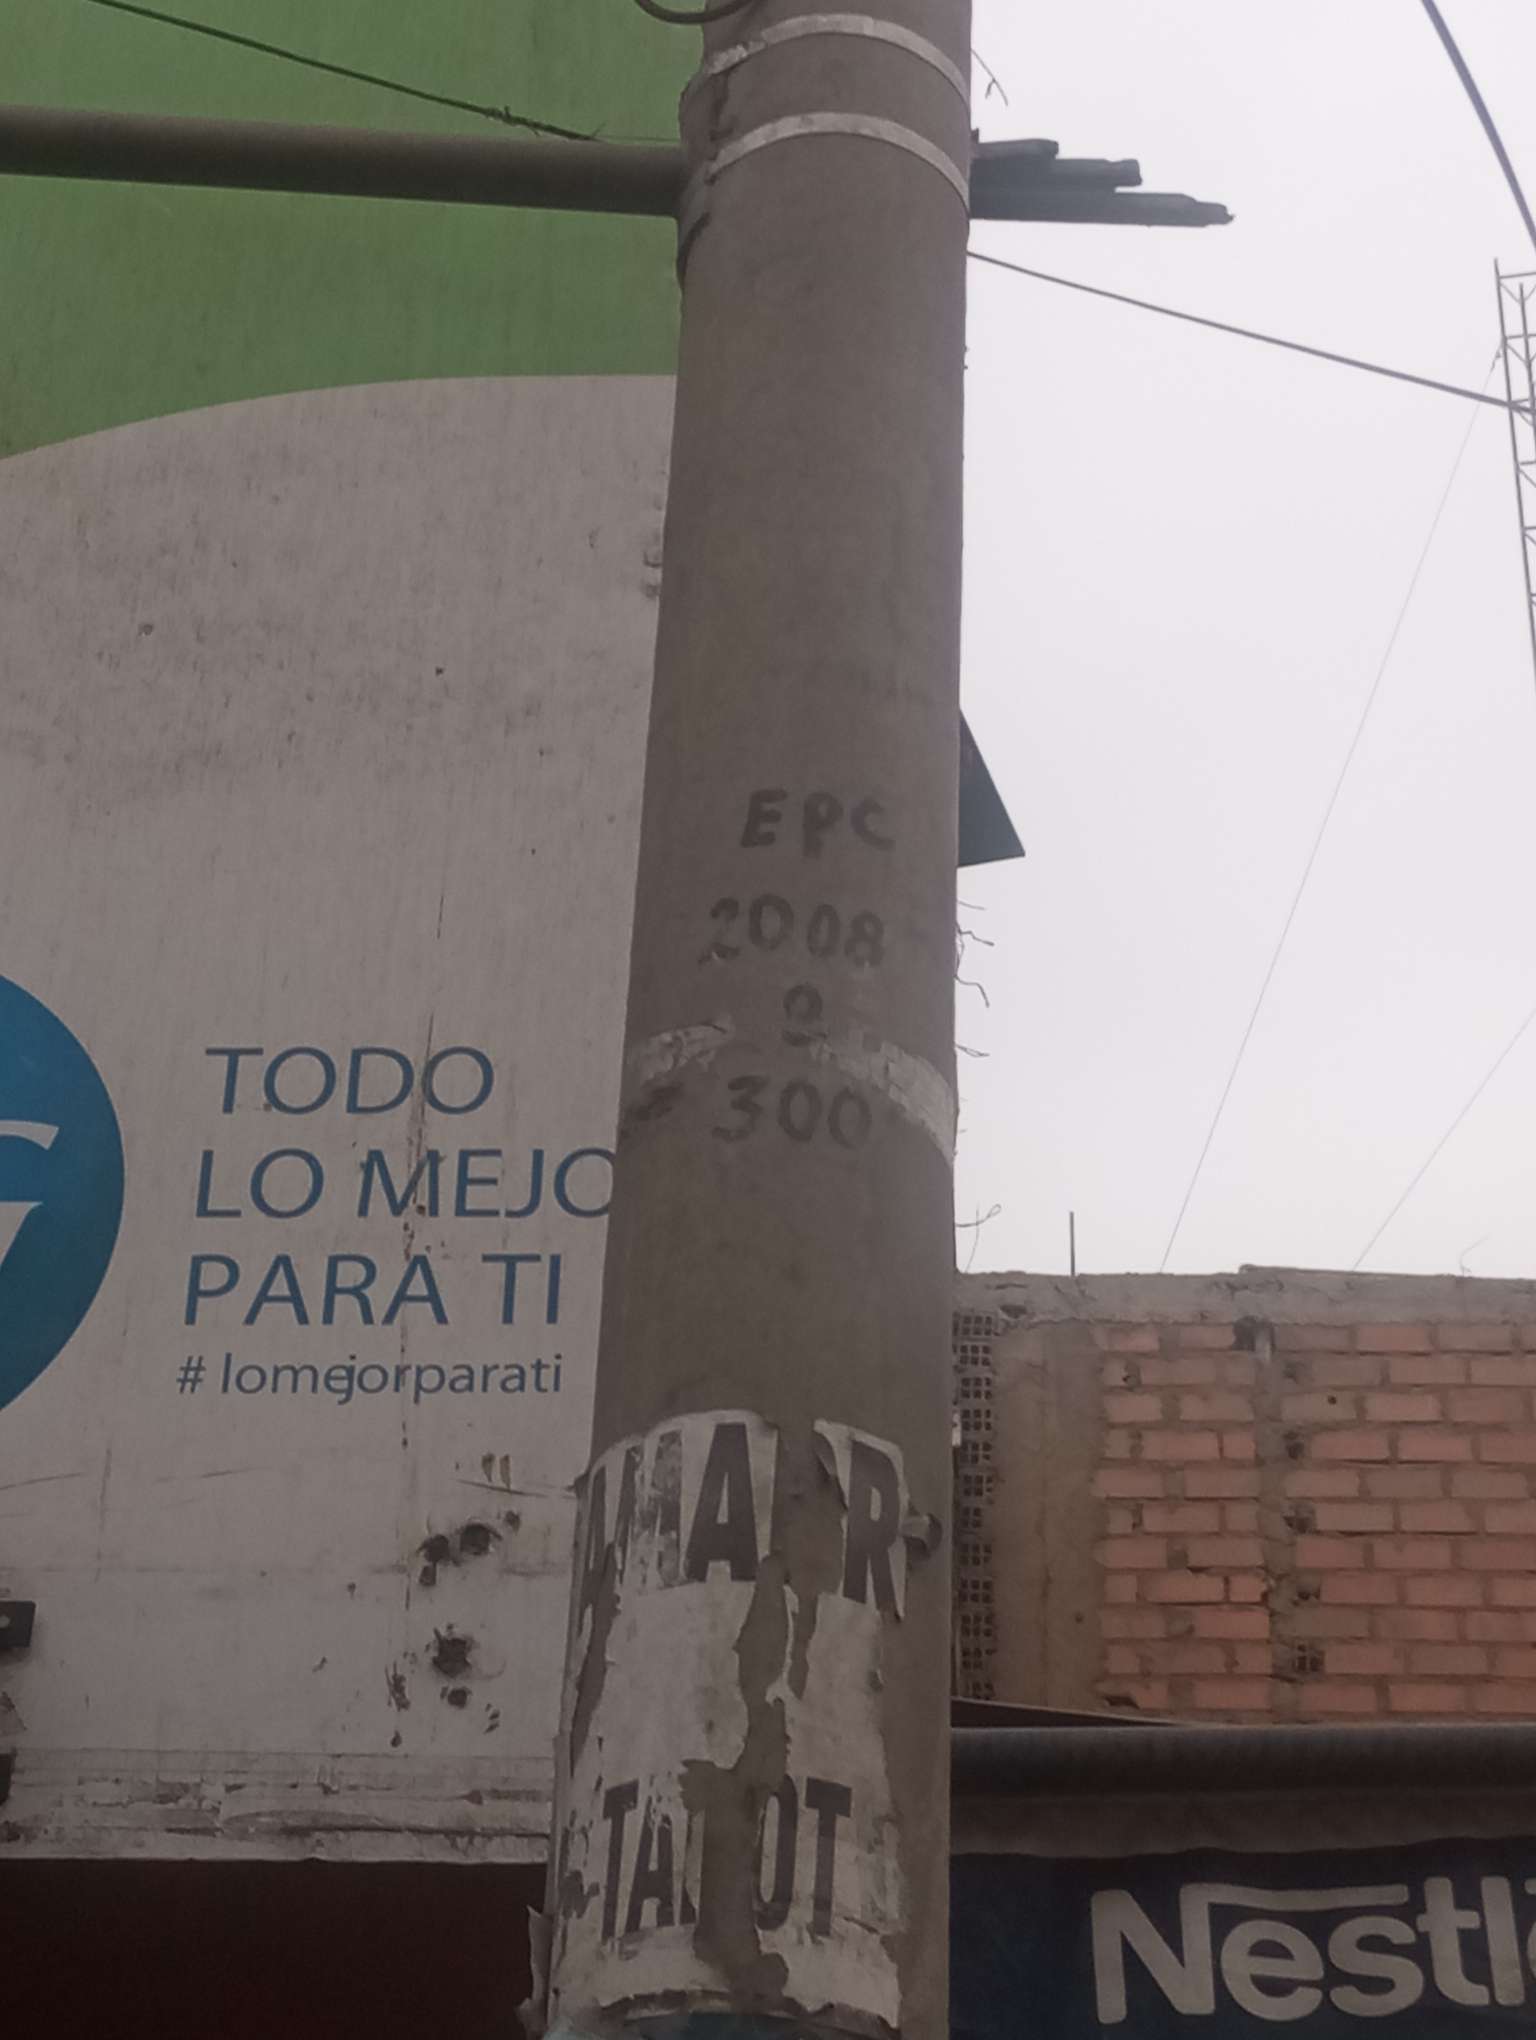 EPC
2008
9
300
TODO
LO MEJO
PARA TI
# lomejorparati
TA OT
Nestl